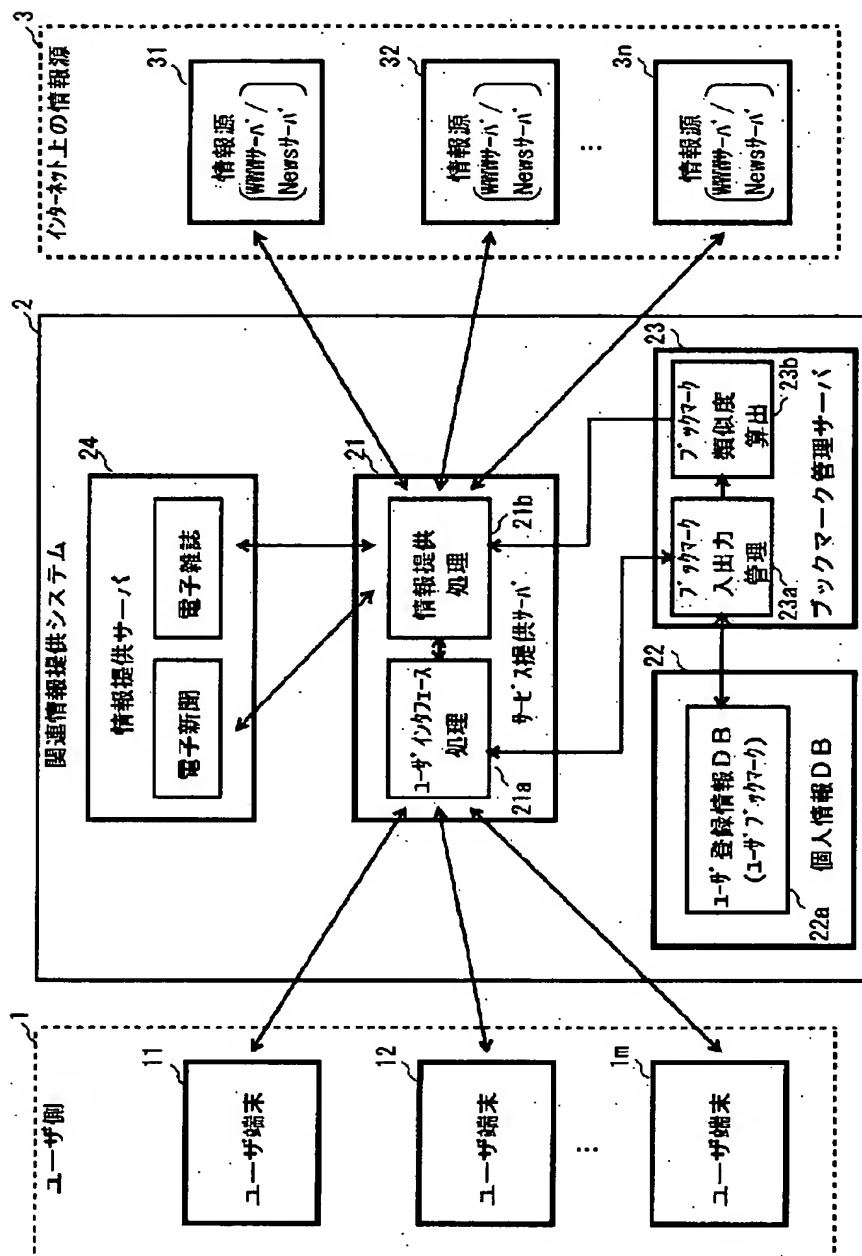 ユーザ側
1
ユーザ端末
11
ユーザ端末
12
⋮
ユーザ端末
1m
関連情報提供システム
2
情報提供サーバ
24
電子新聞
電子雑誌
21
ユーザインタフェース
処理
21a
情報提供
処理
21b
サービス提供サーバ
22
ユーザ登録情報DB
(ユーザブックマーク)
22a
個人情報DB
23
ブックマーク
入出力
管理
23a
ブックマーク
類似度
算出
23b
ブックマーク管理サーバ
インターネット上の情報源
3
情報源
(WWWサーバ/
Newsサーバ)
31
情報源
(WWWサーバ/
Newsサーバ)
32
⋮
情報源
(WWWサーバ/
Newsサーバ)
3n